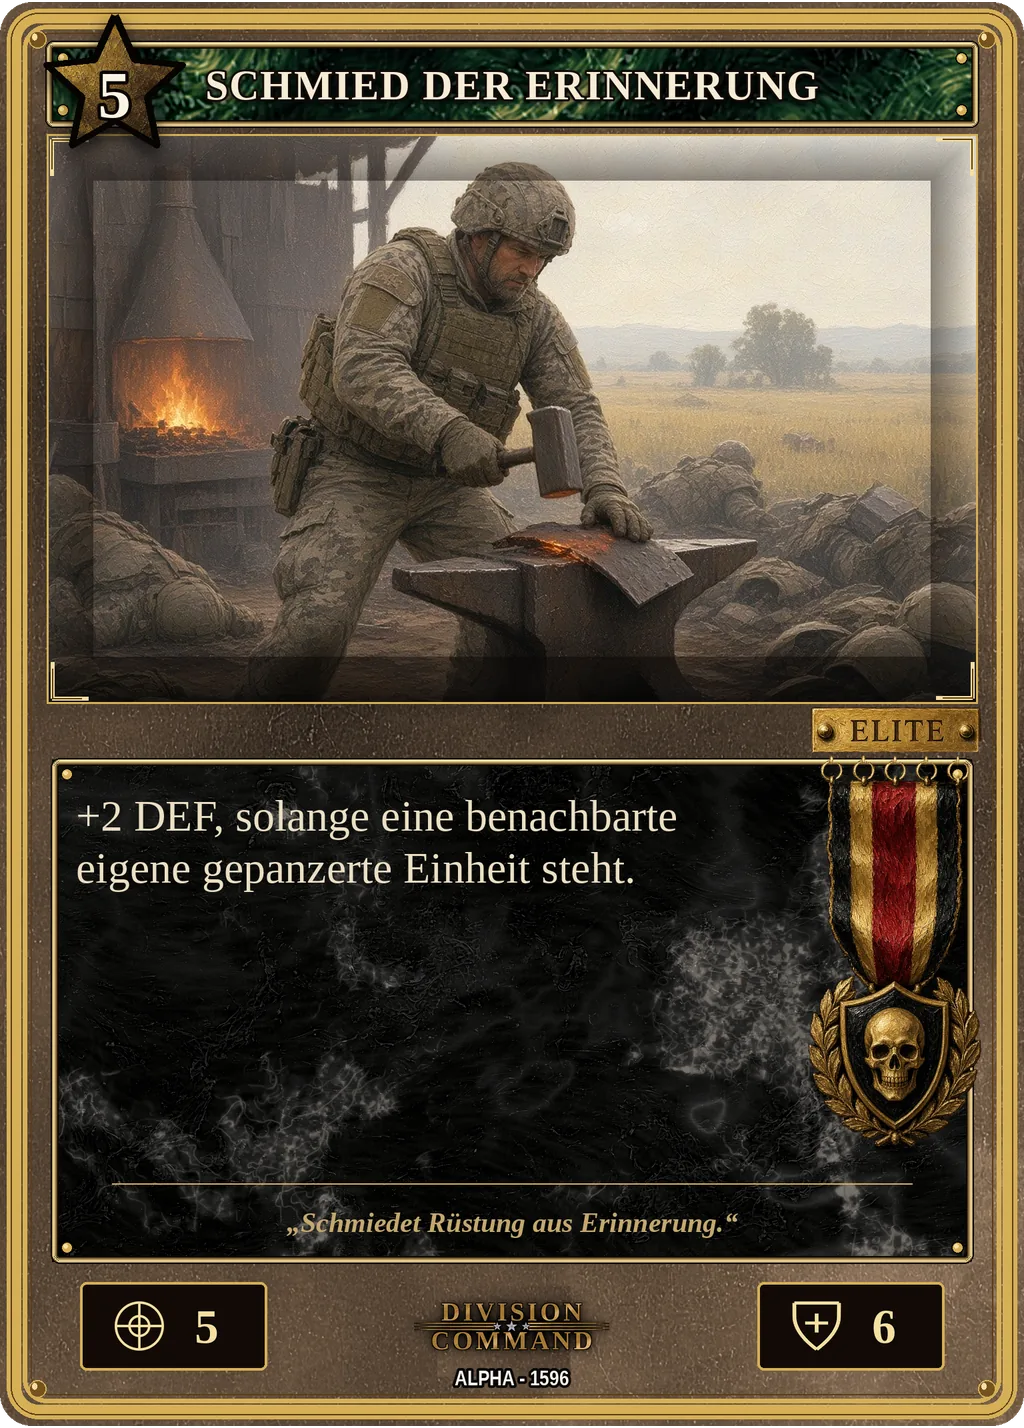 5
SCHMIED DER ERINNERUNG
ELITE
+2 DEF, solange eine benachbarte
eigene gepanzerte Einheit steht.
„Schmiedet Rüstung aus Erinnerung.“
5
DIVISION
COMMAND
6
ALPHA - 1596